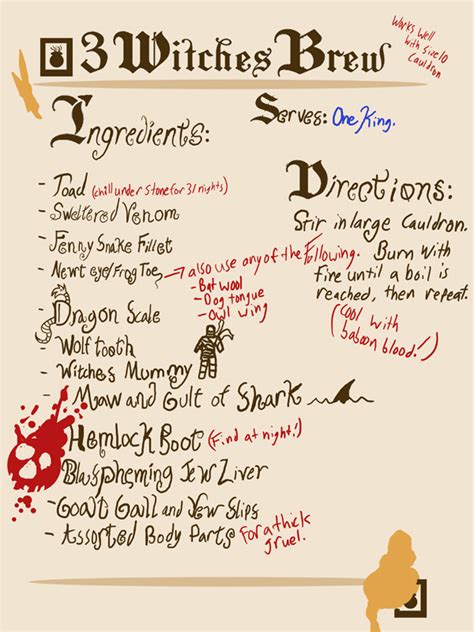 3 Witches Brew
Works Well
with Size 10
Cauldron
Serves: One King.
Ingredients:
- Toad (chill under stone for 31 nights)
- Sweltered Venom
- Fenny Snake Fillet
- Newt eye/Frog Toe → also use any of the following.
- Bat wool
- Dog tongue
- Owl wing
- Dragon Scale
- Wolf tooth
- Witches Mummy
- Maw and Gulf of Shark
- Hemlock Root (Find at night!)
- Blaspheming Jew Liver
- Goat Gall and Yew Slips
- Assorted Body Parts For a thick
gruel.
Directions:
Stir in large Cauldron.
Burn with
fire until a boil is
reached, then repeat.
(Cool with
baboon blood!)